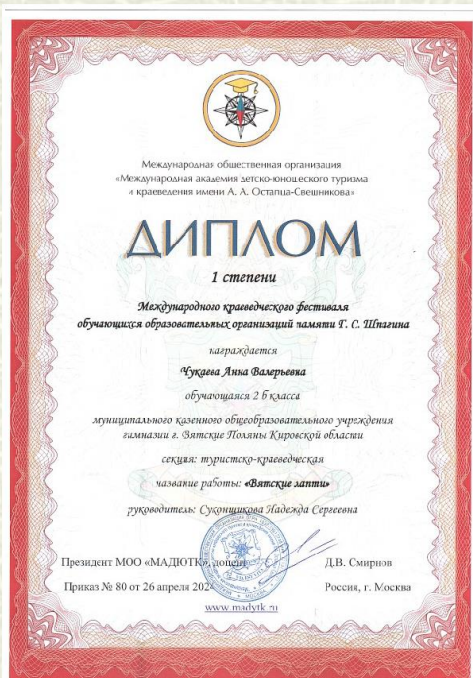 Международная общественная организация
«Международная академия детско-юношеского туризма
и краеведения имени А. А. Остапца-Свешникова»
ДИПЛОМ
1 степени
Международного краеведческого фестиваля
обучающихся образовательных организаций памяти Г. С. Шпагина
награждается
Чукаева Анна Валерьевна
обучающаяся 2 б класса
муниципального казенного общеобразовательного учреждения
гимназии г. Вятские Поляны Кировской области
секция: туристско-краеведческая
название работы: «Вятские лапти»
руководитель: Суконщикова Надежда Сергеевна
Президент МОО «МАДЮТК», доцент
Д.В. Смирнов
Приказ № 80 от 26 апреля 2024
Россия, г. Москва
www.madytk.ru